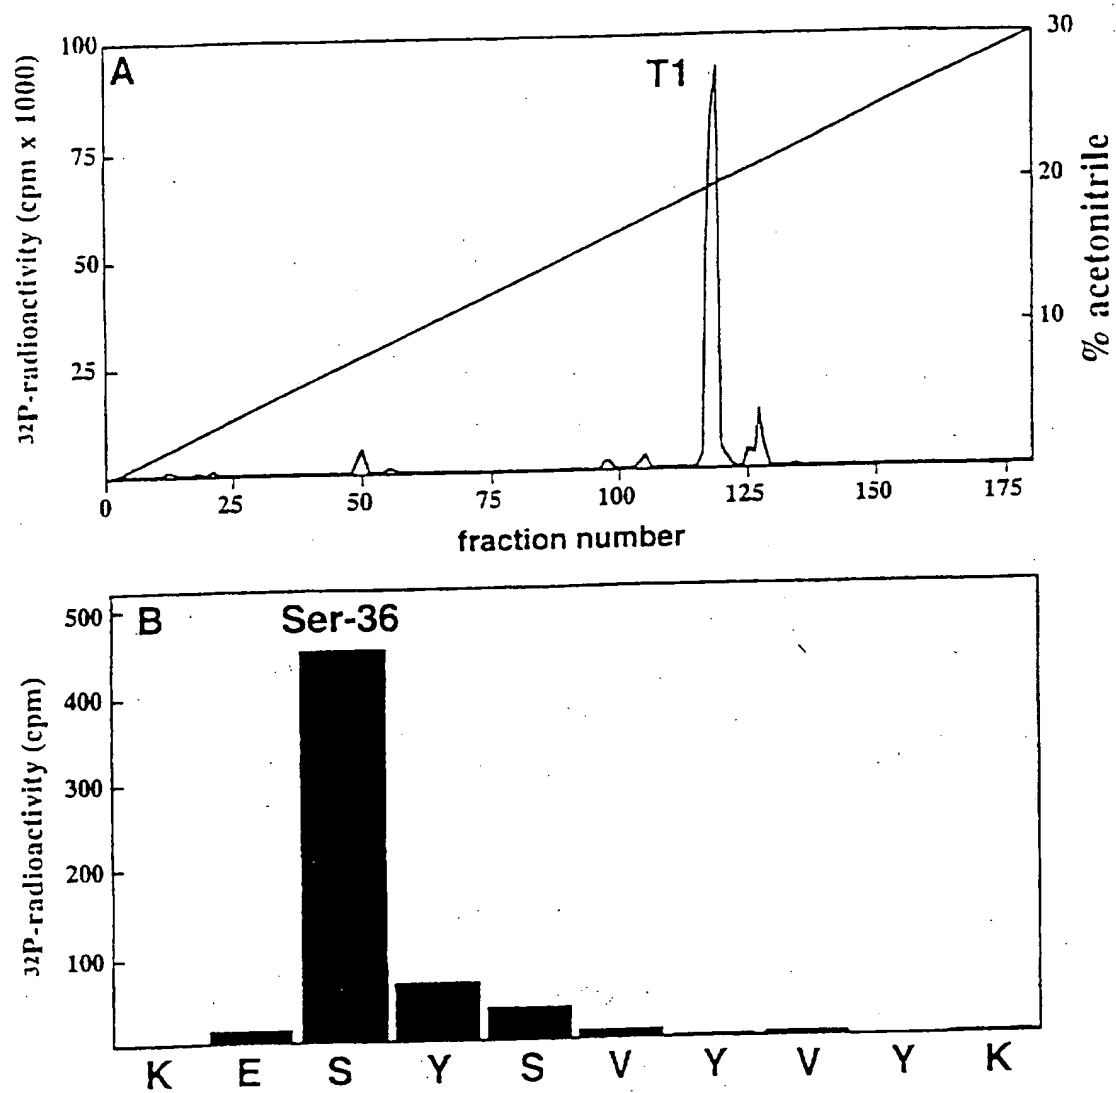 A
T1
100
75
50
25
30
20
10
32P-radioactivity (cpm x 1000)
% acetonitrile
0 25 50 75 100 125 150 175
fraction number
B
Ser-36
500
400
300
200
100
32P-radioactivity (cpm)
K E S Y S V Y V Y K